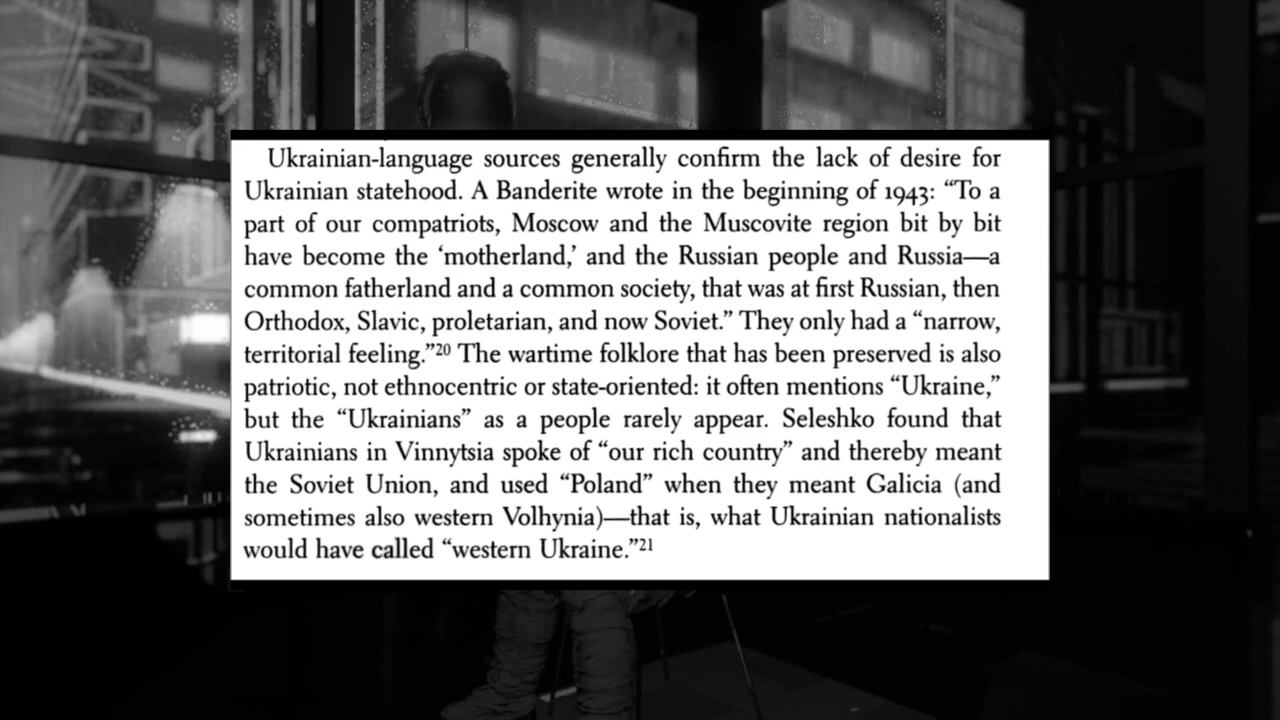 Ukrainian-language sources generally confirm the lack of desire for
Ukrainian statehood. A Banderite wrote in the beginning of 1943: “To a
part of our compatriots, Moscow and the Muscovite region bit by bit
have become the ‘motherland,’ and the Russian people and Russia—a
common fatherland and a common society, that was at first Russian, then
Orthodox, Slavic, proletarian, and now Soviet.” They only had a “narrow,
territorial feeling.”20 The wartime folklore that has been preserved is also
patriotic, not ethnocentric or state-oriented: it often mentions “Ukraine,”
but the “Ukrainians” as a people rarely appear. Seleshko found that
Ukrainians in Vinnytsia spoke of “our rich country” and thereby meant
the Soviet Union, and used “Poland” when they meant Galicia (and
sometimes also western Volhynia)—that is, what Ukrainian nationalists
would have called “western Ukraine.”21